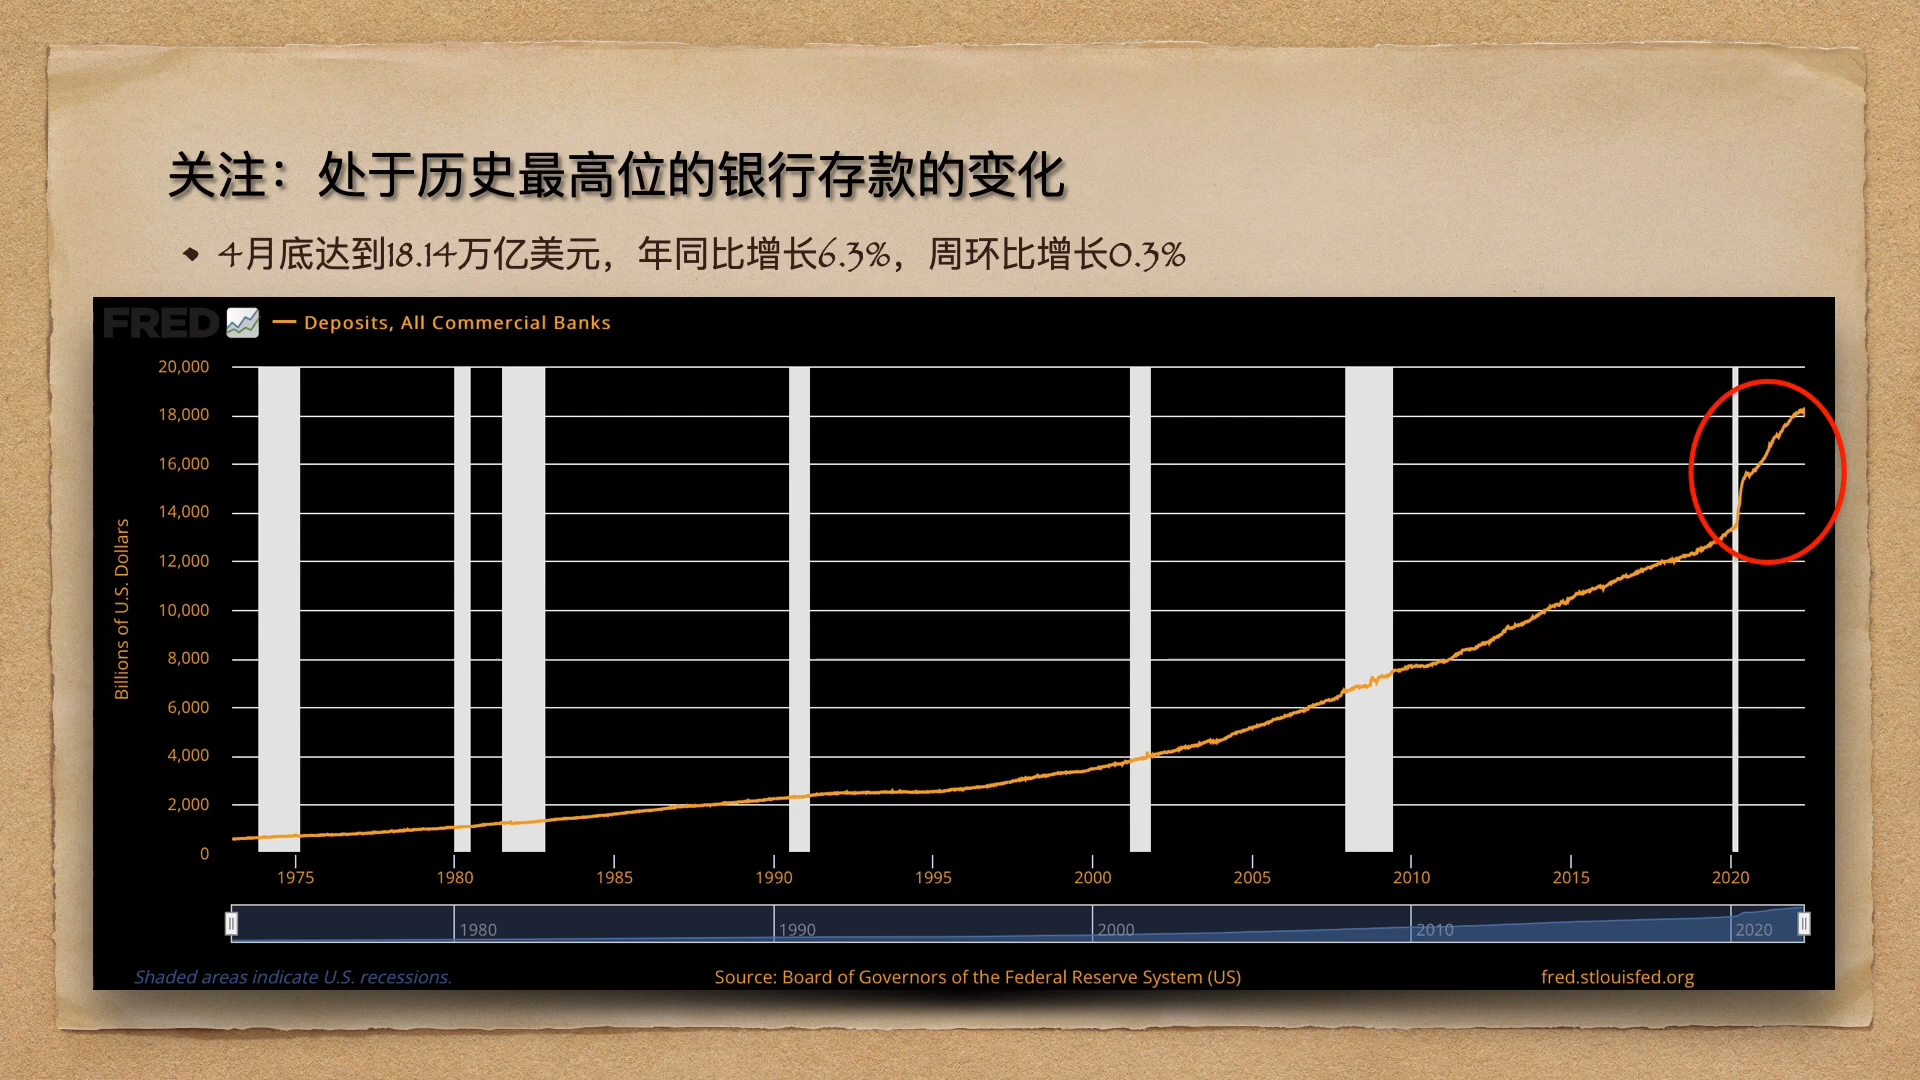 关注：处于历史最高位的银行存款的变化
4月底达到18.14万亿美元，年同比增长6.3%，周环比增长0.3%
FRED
Deposits, All Commercial Banks
20,000
18,000
16,000
14,000
12,000
10,000
8,000
6,000
4,000
2,000
0
Billions of U.S. Dollars
1975 1980 1985 1990 1995 2000 2005 2010 2015 2020
1980 1990 2000 2010 2020
Shaded areas indicate U.S. recessions.
Source: Board of Governors of the Federal Reserve System (US)
fred.stlouisfed.org